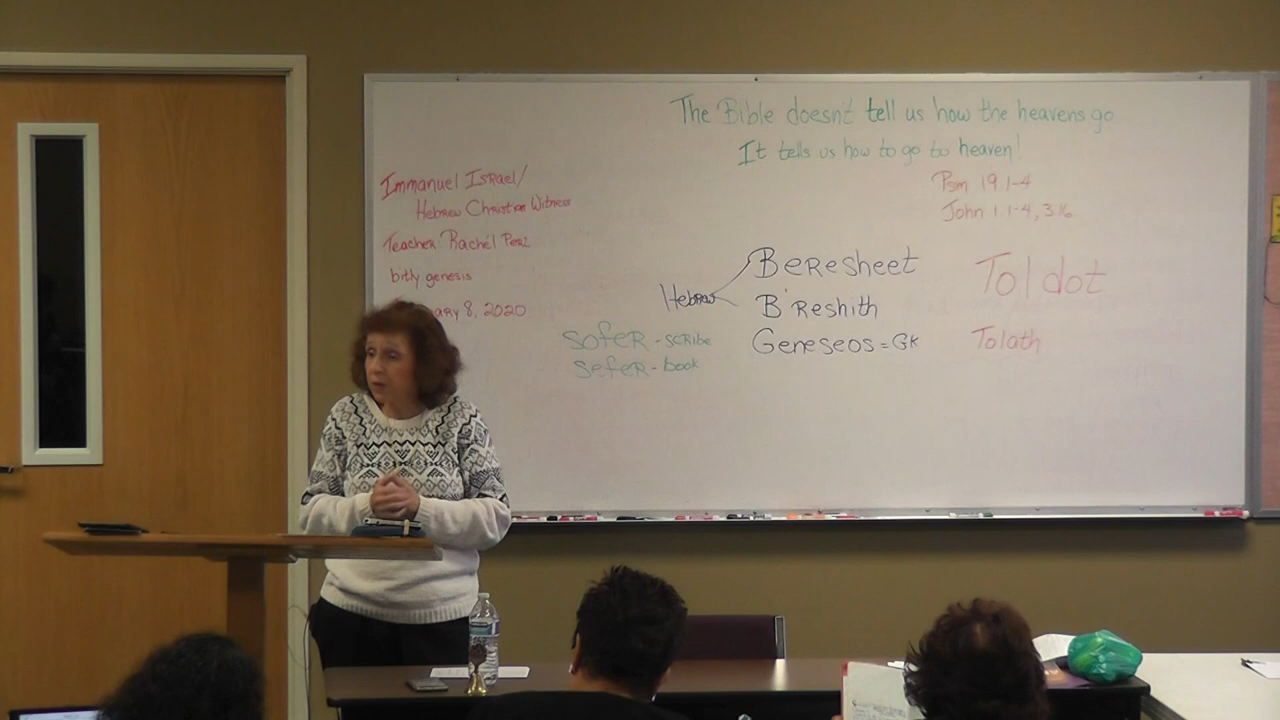 The Bible doesn't tell us how the heavens go
It tells us how to go to heaven!
Psm 19 1-4
John 1.1-4, 3:16
Immanuel Israel/
Hebrew Christian Witness
Teacher: Rachel
bitly genesis
ary 8, 2020
Hebrew
Beresheet
B'Reshith
Geneseos = GK
sofer - scribe
sefer - book
Toldot
Tolath